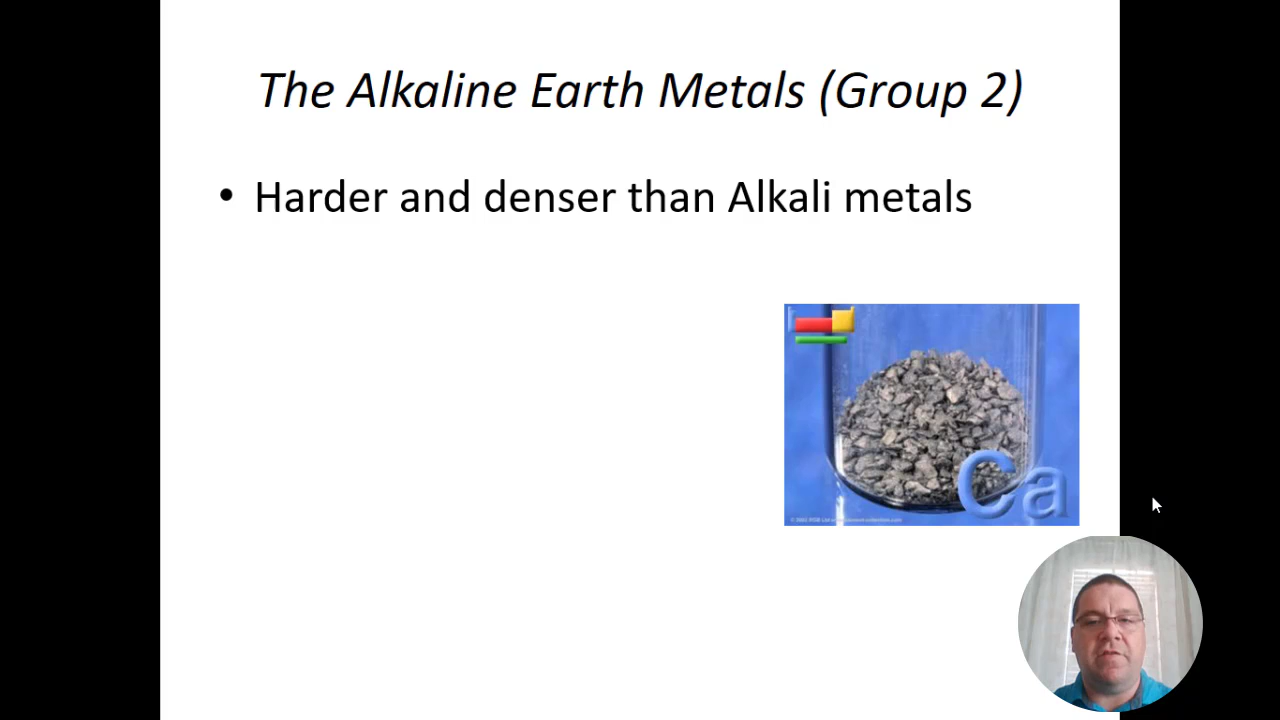 The Alkaline Earth Metals (Group 2)
• Harder and denser than Alkali metals
Ca